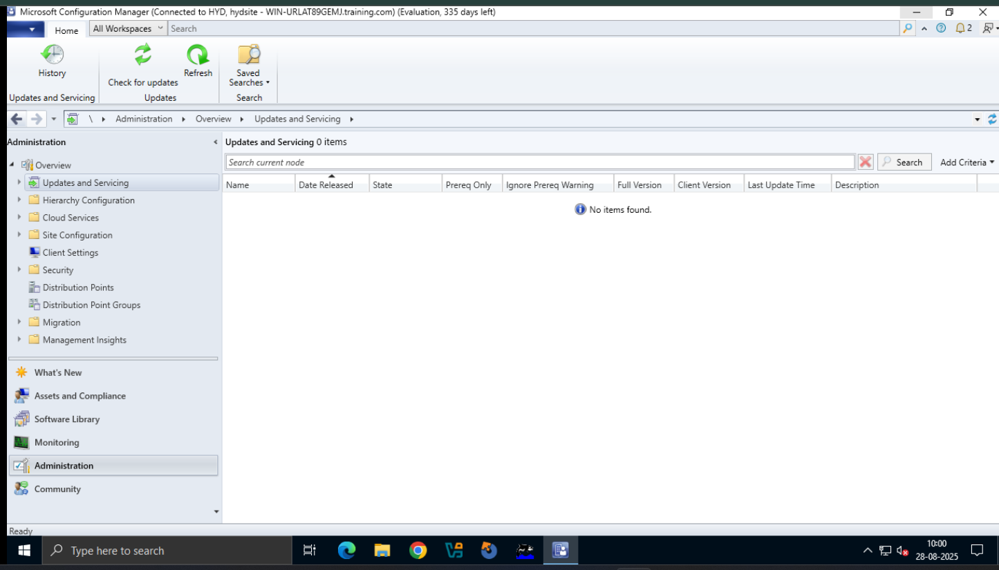 Microsoft Configuration Manager (Connected to HYD, hydsite - WIN-URLAT89GEMJ.training.com) (Evaluation, 335 days left)
Home All Workspaces Search
2
History Check for updates Refresh Saved Searches
Updates and Servicing Updates Search
\ Administration Overview Updates and Servicing
Administration
Overview
Updates and Servicing
Hierarchy Configuration
Cloud Services
Site Configuration
Client Settings
Security
Distribution Points
Distribution Point Groups
Migration
Management Insights
What's New
Assets and Compliance
Software Library
Monitoring
Administration
Community
Updates and Servicing 0 items
Search current node Search Add Criteria
Name Date Released State Prereq Only Ignore Prereq Warning Full Version Client Version Last Update Time Description
No items found.
Ready
Type here to search
10:00
28-08-2025